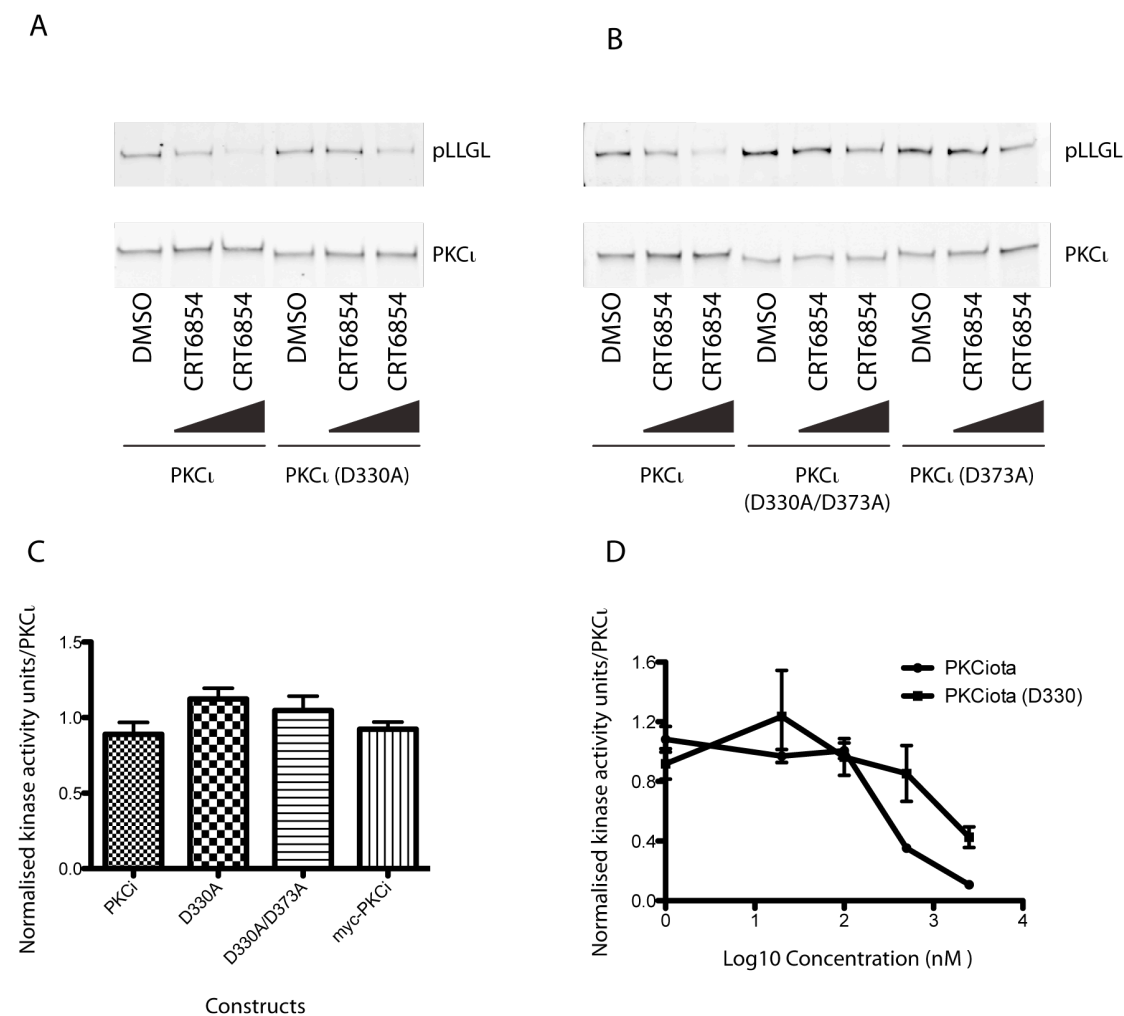 A
B
pLLGL
PKCι
pLLGL
PKCι
DMSO
CRT6854
CRT6854
DMSO
CRT6854
CRT6854
PKCι
PKCι (D330A)
DMSO
CRT6854
CRT6854
DMSO
CRT6854
CRT6854
DMSO
CRT6854
CRT6854
PKCι
PKCι
(D330A/D373A)
PKCι (D373A)
C
Normalised kinase activity units/PKCι
1.5
1.0
0.5
0.0
PKCi
D330A
D330A/D373A
myc-PKCi
Constructs
D
Normalised kinase activity units/PKCι
1.6
1.2
0.8
0.4
0.0
0
1
2
3
4
PKCiota
PKCiota (D330)
Log10 Concentration (nM )